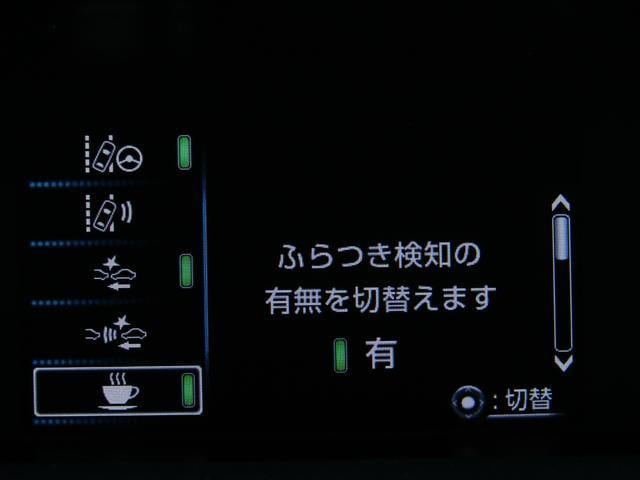 ふらつき検知の
有無を切替えます
有
:切替